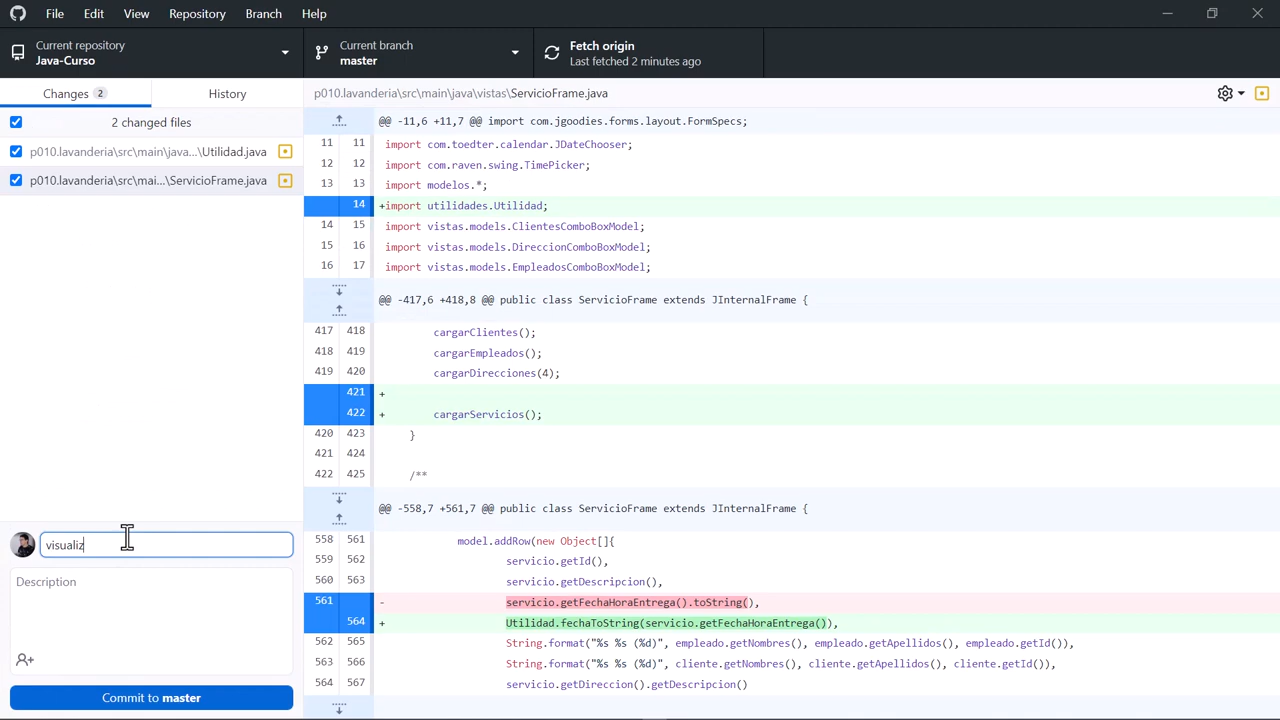 File Edit View Repository Branch Help
Current repository
Java-Curso
Current branch
master
Fetch origin
Last fetched 2 minutes ago
Changes 2
History
p010.lavanderia\src\main\java\vistas\ServicioFrame.java
2 changed files
p010.lavanderia\src\main\java...\Utilidad.java
p010.lavanderia\src\mai...\ServicioFrame.java
@@ -11,6 +11,7 @@ import com.jgoodies.forms.layout.FormSpecs;
11 11 import com.toedter.calendar.JDateChooser;
12 12 import com.raven.swing.TimePicker;
13 13 import modelos.*;
14 +import utilidades.Utilidad;
14 15 import vistas.models.ClientesComboBoxModel;
15 16 import vistas.models.DireccionComboBoxModel;
16 17 import vistas.models.EmpleadosComboBoxModel;
@@ -417,6 +418,8 @@ public class ServicioFrame extends JInternalFrame {
417 418 cargarClientes();
418 419 cargarEmpleados();
419 420 cargarDirecciones(4);
421 +
422 + cargarServicios();
420 423 }
421 424
422 425 /**
@@ -558,7 +561,7 @@ public class ServicioFrame extends JInternalFrame {
558 561 model.addRow(new Object[]{
559 562 servicio.getId(),
560 563 servicio.getDescripcion(),
561 - servicio.getFechaHoraEntrega().toString(),
564 + Utilidad.fechaToString(servicio.getFechaHoraEntrega()),
562 565 String.format("%s %s (%d)", empleado.getNombres(), empleado.getApellidos(), empleado.getId()),
563 566 String.format("%s %s (%d)", cliente.getNombres(), cliente.getApellidos(), cliente.getId()),
564 567 servicio.getDireccion().getDescripcion()
visualiz
Description
Commit to master